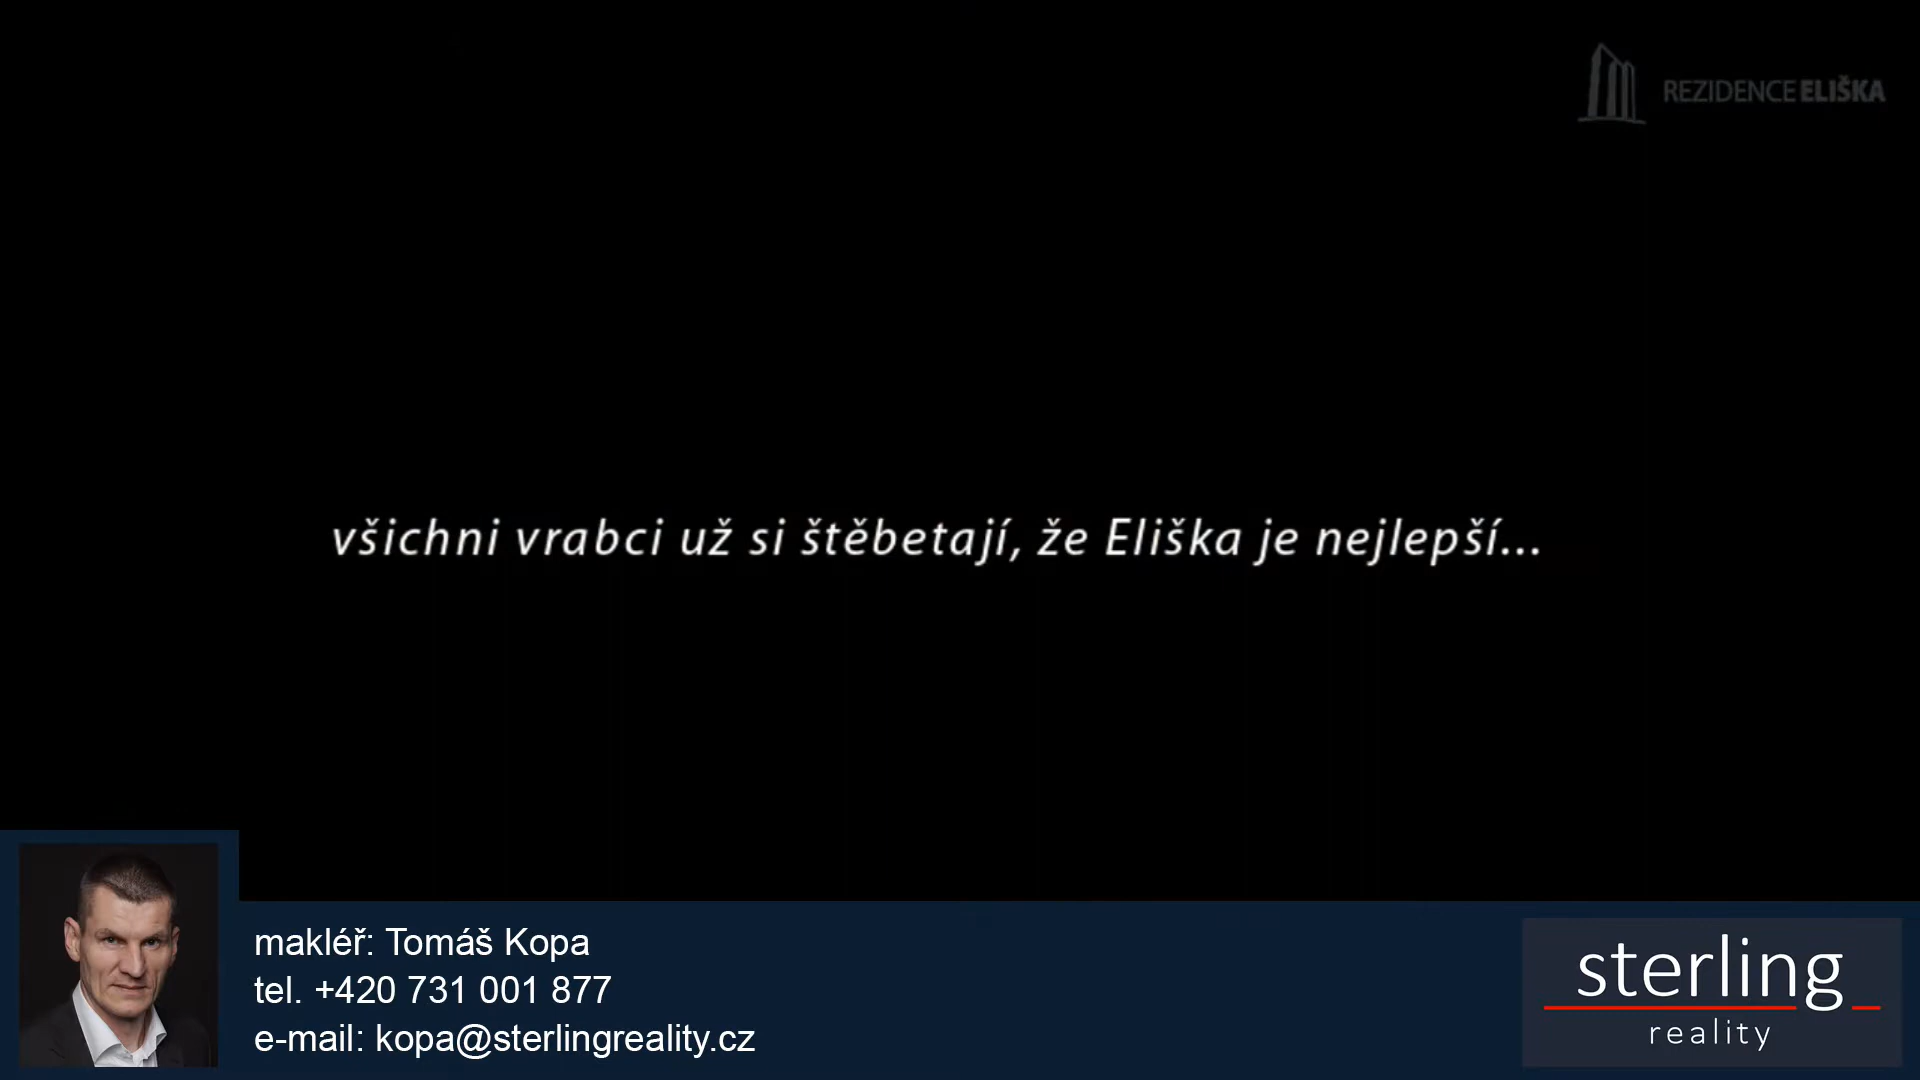 REZIDENCE ELIŠKA
všichni vrabci už si štěbetají, že Eliška je nejlepší...
makléř: Tomáš Kopa
tel. +420 731 001 877
e-mail: kopa@sterlingreality.cz
sterling
reality